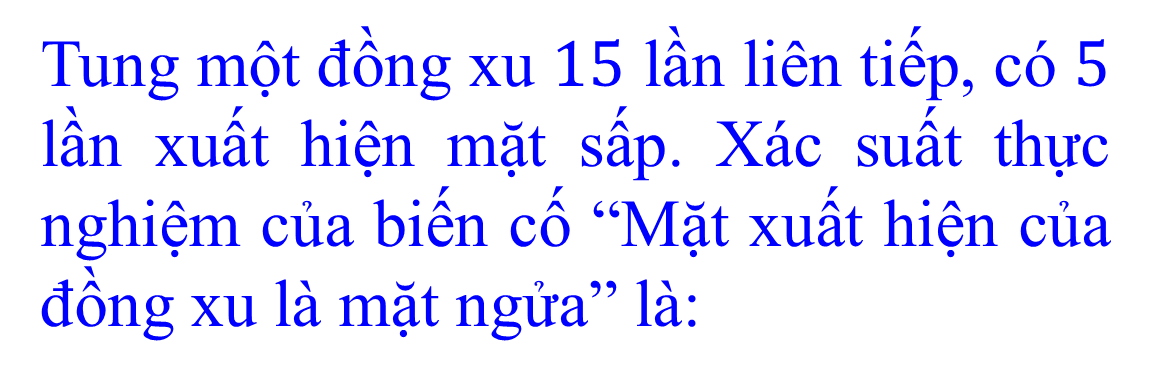 Tung một đồng xu 15 lần liên tiếp, có 5
lần xuất hiện mặt sấp. Xác suất thực
nghiệm của biến cố “Mặt xuất hiện của
đồng xu là mặt ngửa” là: